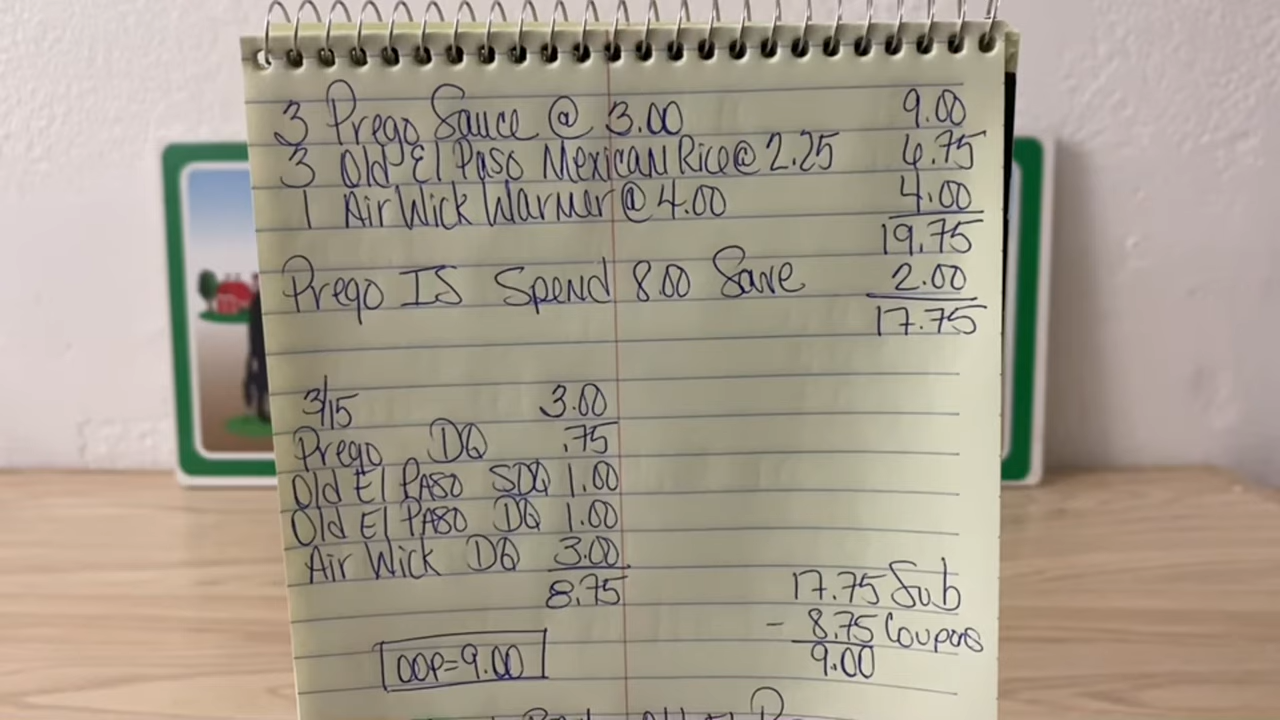 3 Prego Sauce @ 3.00 9.00
3 Old El Paso Mexican Rice @ 2.25 6.75
1 Air Wick Warmer @ 4.00 4.00
19.75
Prego IS Spend 8.00 Save 2.00
17.75
3/15 3.00
Prego DQ .75
Old El PASO SDQ 1.00
Old El PASO DQ 1.00
Air Wick DQ 3.00
8.75
17.75 Sub
- 8.75 Coupons
9.00
OOP=9.00